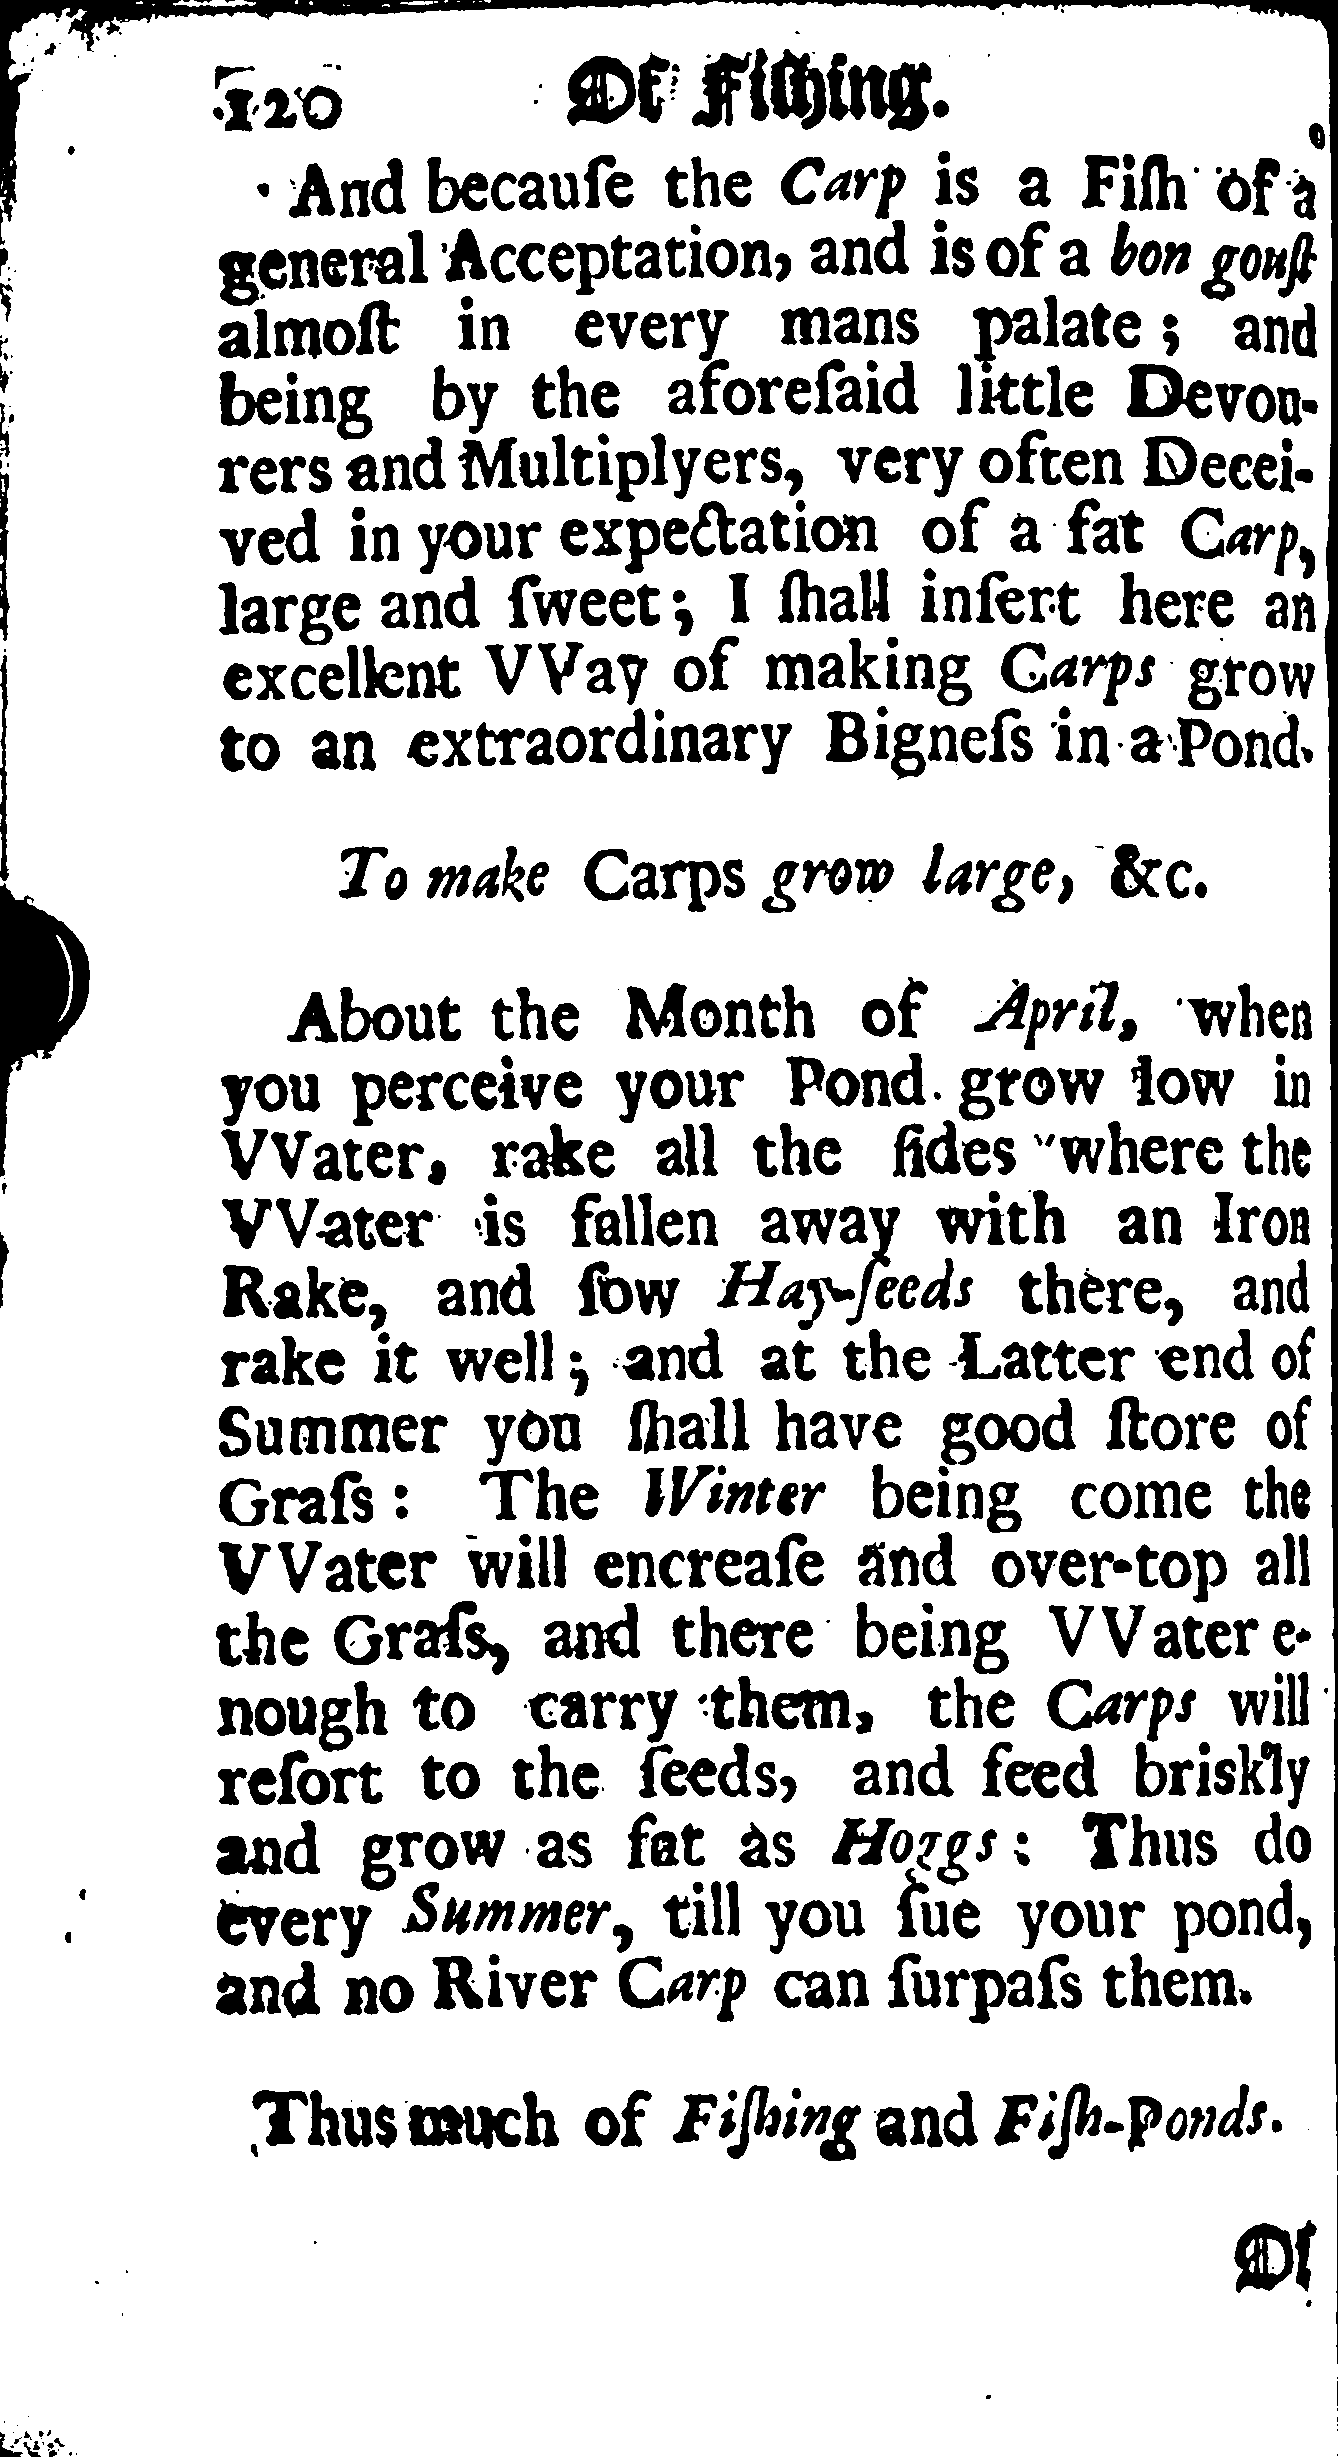 120 Of Fiſhing.
And becauſe the Carp is a Fiſh of a
general Acceptation, and is of a bon gouſt
almoſt in every mans palate; and
being by the aforeſaid little Devou-
rers and Multiplyers, very often Decei-
ved in your expectation of a fat Carp,
large and ſweet; I ſhall inſert here an
excellent VVay of making Carps grow
to an extraordinary Bigneſs in a Pond.
To make Carps grow large, &c.
About the Month of April, when
you perceive your Pond grow low in
VVater, rake all the ſides where the
VVater is fallen away with an Iron
Rake, and ſow Hay-ſeeds there, and
rake it well; and at the Latter end of
Summer you ſhall have good ſtore of
Graſs: The Winter being come the
VVater will encreaſe and over-top all
the Graſs, and there being VVater e-
nough to carry them, the Carps will
reſort to the ſeeds, and feed briskly
and grow as fat as Hoggs: Thus do
every Summer, till you ſue your pond,
and no River Carp can ſurpaſs them.
Thus much of Fiſhing and Fiſh-Ponds.
Of